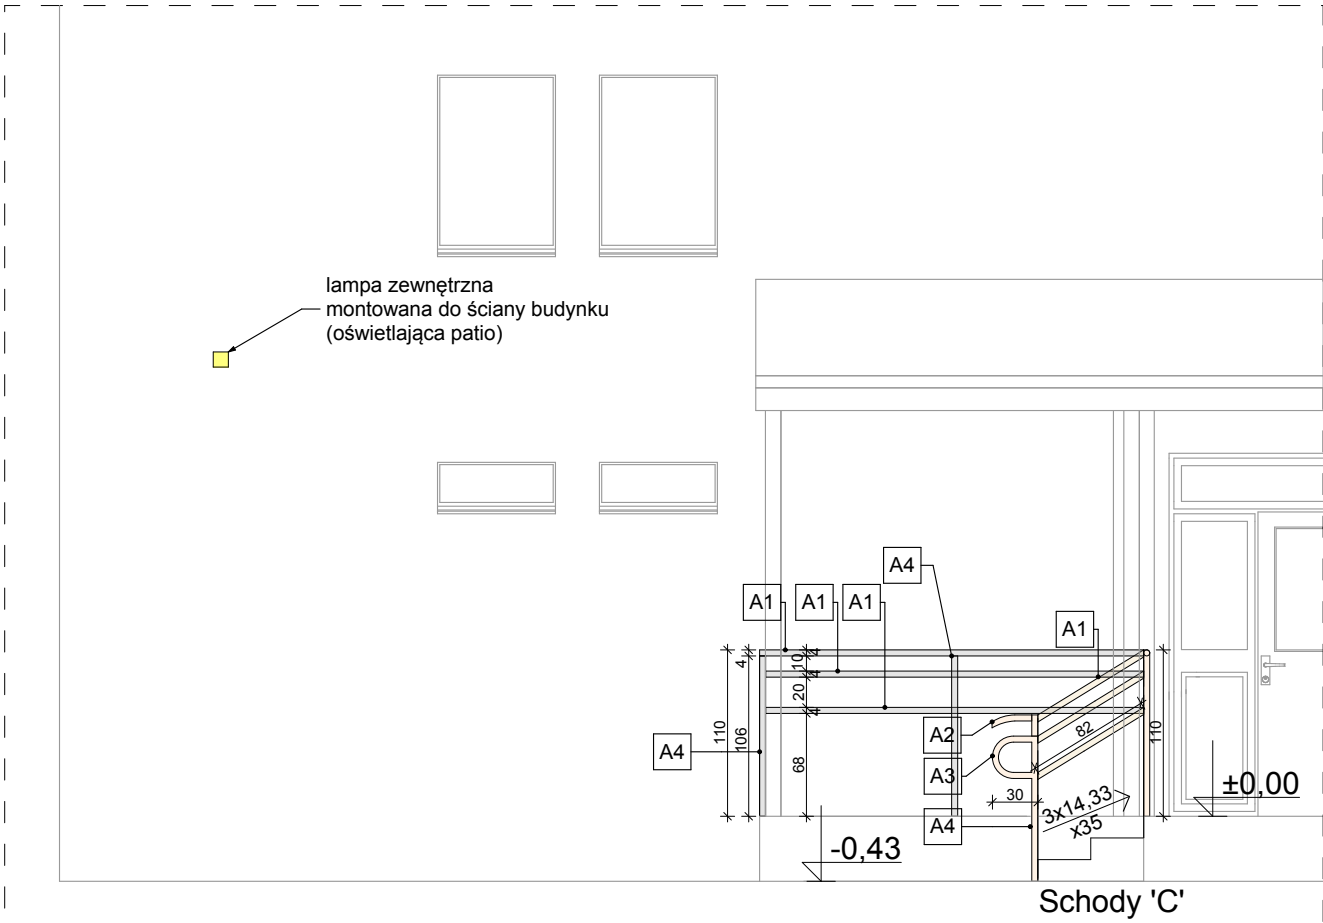 lampa zewnętrzna
montowana do ściany budynku
(oświetlająca patio)
A4
A1
A1
A1
A1
4
4
10
4
20
4
110
106
68
A4
A2
A3
A4
30
82
110
3x14,33
x35
±0,00
-0,43
Schody 'C'